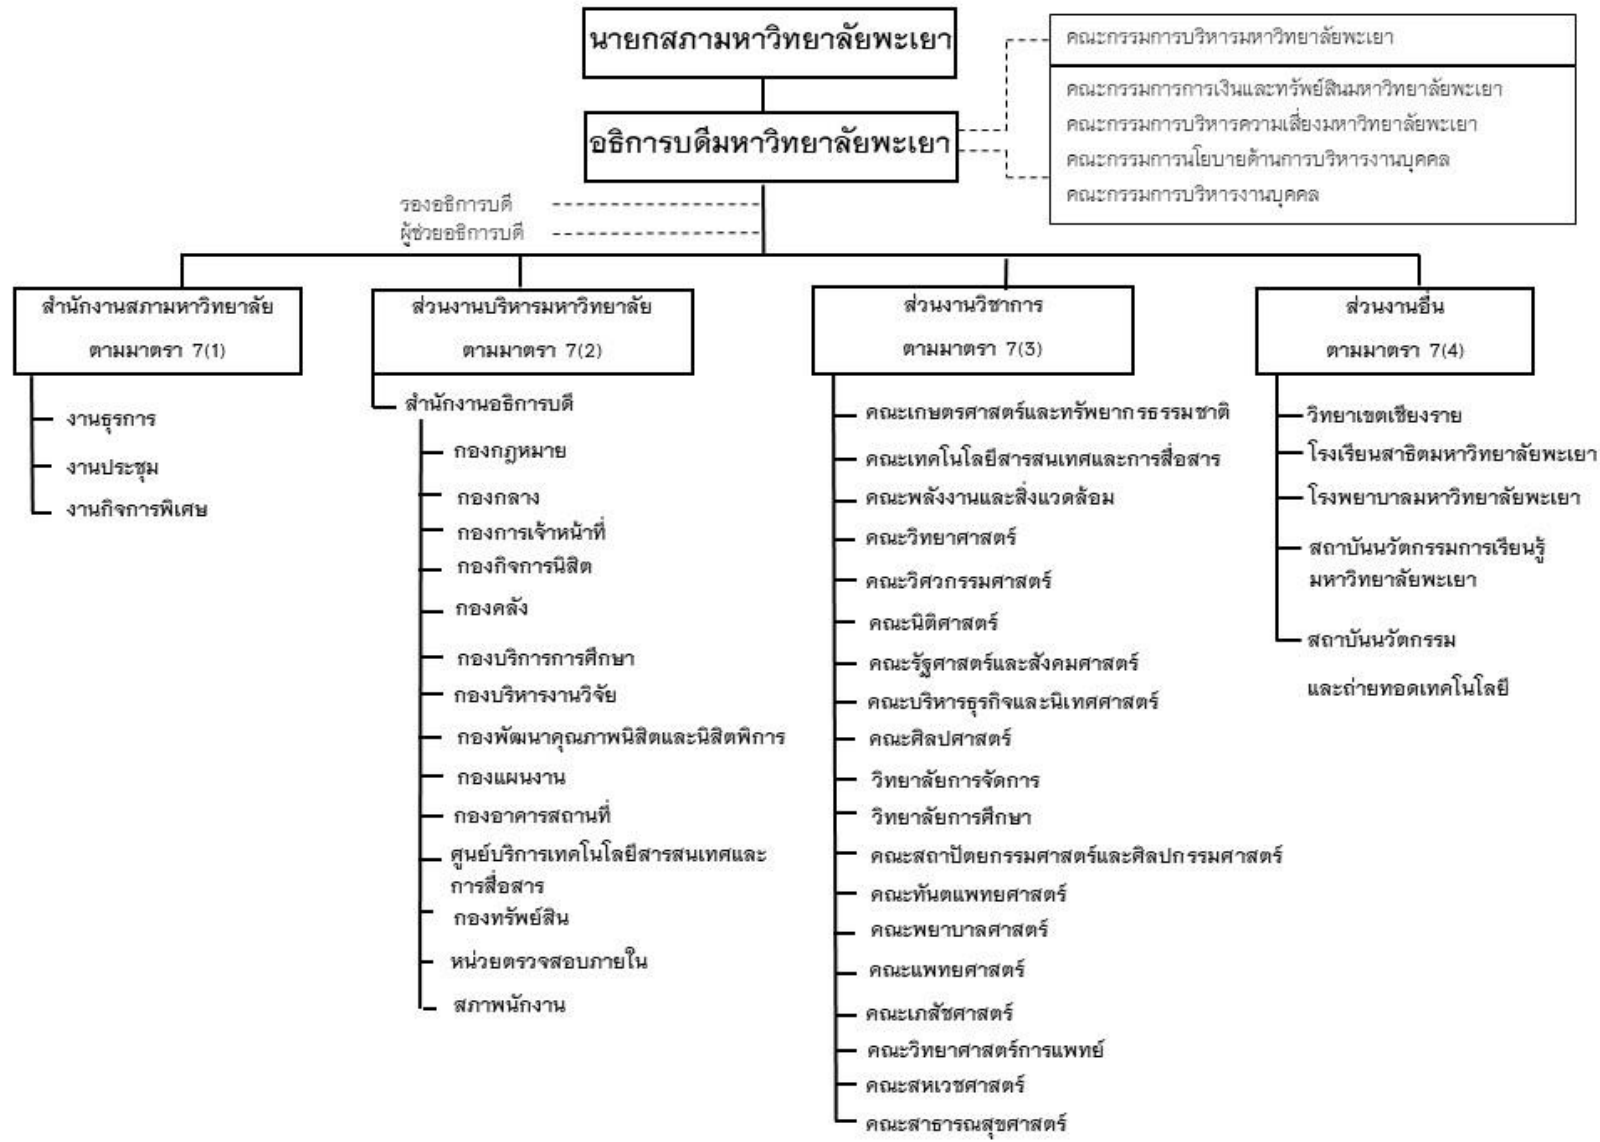 นายกสภามหาวิทยาลัยพะเยา
คณะกรรมการบริหารมหาวิทยาลัยพะเยา
คณะกรรมการการเงินและทรัพย์สินมหาวิทยาลัยพะเยา
คณะกรรมการบริหารความเสี่ยงมหาวิทยาลัยพะเยา
คณะกรรมการนโยบายด้านการบริหารงานบุคคล
คณะกรรมการบริหารงานบุคคล
อธิการบดีมหาวิทยาลัยพะเยา
รองอธิการบดี
ผู้ช่วยอธิการบดี
สำนักงานสภามหาวิทยาลัย
ตามมาตรา 7(1)
งานธุรการ
งานประชุม
งานกิจการพิเศษ
ส่วนงานบริหารมหาวิทยาลัย
ตามมาตรา 7(2)
สำนักงานอธิการบดี
กองกฎหมาย
กองกลาง
กองการเจ้าหน้าที่
กองกิจการนิสิต
กองคลัง
กองบริการการศึกษา
กองบริหารงานวิจัย
กองพัฒนาคุณภาพนิสิตและนิสิตพิการ
กองแผนงาน
กองอาคารสถานที่
ศูนย์บริการเทคโนโลยีสารสนเทศและ
การสื่อสาร
กองทรัพย์สิน
หน่วยตรวจสอบภายใน
สภาพนักงาน
ส่วนงานวิชาการ
ตามมาตรา 7(3)
คณะเกษตรศาสตร์และทรัพยากรธรรมชาติ
คณะเทคโนโลยีสารสนเทศและการสื่อสาร
คณะพลังงานและสิ่งแวดล้อม
คณะวิทยาศาสตร์
คณะวิศวกรรมศาสตร์
คณะนิติศาสตร์
คณะรัฐศาสตร์และสังคมศาสตร์
คณะบริหารธุรกิจและนิเทศศาสตร์
คณะศิลปศาสตร์
วิทยาลัยการจัดการ
วิทยาลัยการศึกษา
คณะสถาปัตยกรรมศาสตร์และศิลปกรรมศาสตร์
คณะทันตแพทยศาสตร์
คณะพยาบาลศาสตร์
คณะแพทยศาสตร์
คณะเภสัชศาสตร์
คณะวิทยาศาสตร์การแพทย์
คณะสหเวชศาสตร์
คณะสาธารณสุขศาสตร์
ส่วนงานอื่น
ตามมาตรา 7(4)
วิทยาเขตเชียงราย
โรงเรียนสาธิตมหาวิทยาลัยพะเยา
โรงพยาบาลมหาวิทยาลัยพะเยา
สถาบันนวัตกรรมการเรียนรู้
มหาวิทยาลัยพะเยา
สถาบันนวัตกรรม
และถ่ายทอดเทคโนโลยี